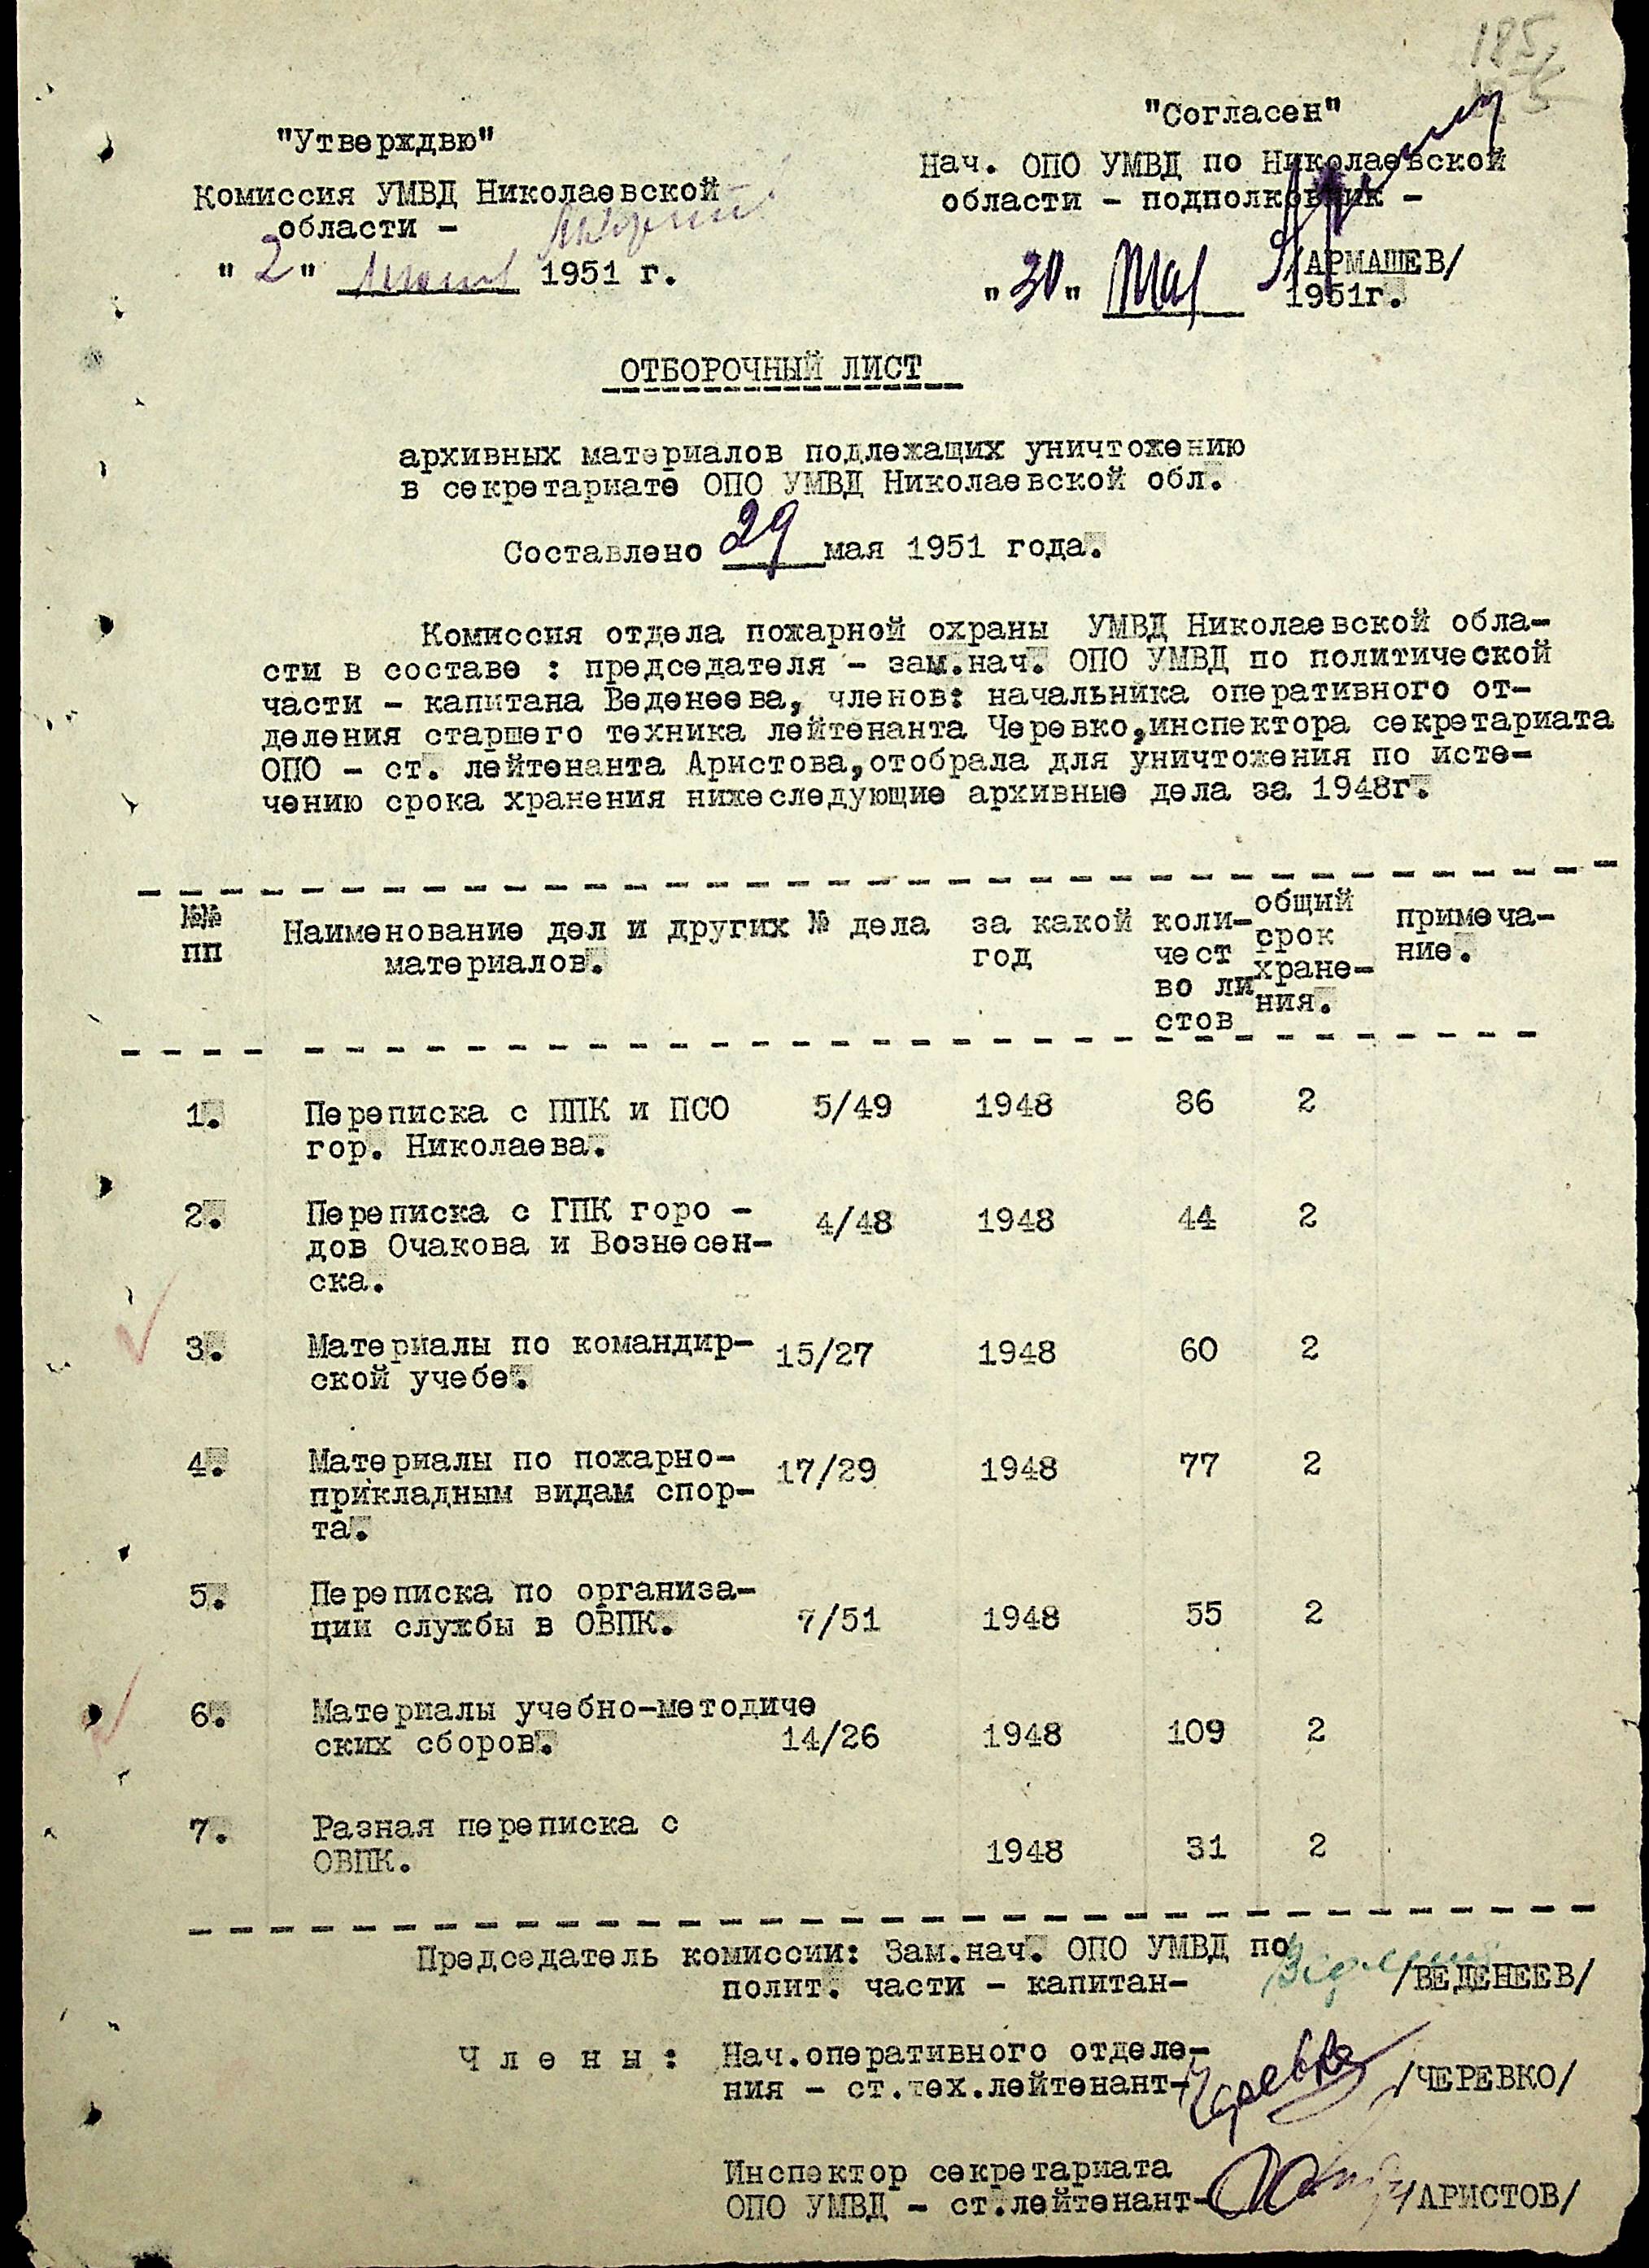 185
"Согласен"
"Утверждвю"
Нач. ОПО УМВД по Николаевской
области - подполковник -
Комиссия УМВД Николаевской
области -
/АРМАШЕВ/
"2" 1951 г.
"30" Мая 1951г.
ОТБОРОЧНЫЙ ЛИСТ
архивных материалов подлежащих уничтожению
в секретариате ОПО УМВД Николаевской обл.
Составлено 29 мая 1951 года.
Комиссия отдела пожарной охраны УМВД Николаевской обла-
сти в составе : председателя - зам.нач. ОПО УМВД по политической
части - капитана Веденеева, членов: начальника оперативного от-
деления старшего техника лейтенанта Черевко,инспектора секретариата
ОПО - ст. лейтенанта Аристова,отобрала для уничтожения по исте-
чению срока хранения нижеследующие архивные дела за 1948г.
№№ пп
Наименование дел и других материалов.
№ дела
за какой год
коли- чест во ли стов
общий срок хране- ния.
примеча- ние.
1. Переписка с ППК и ПСО 5/49 1948 86 2
гор. Николаева.
2. Переписка с ГПК горо - 4/48 1948 44 2
дов Очакова и Вознесен-
ска.
3. Материалы по командир- 15/27 1948 60 2
ской учебе.
4. Материалы по пожарно- 17/29 1948 77 2
прикладным видам спор-
та.
5. Переписка по организа-
ции службы в ОВПК. 7/51 1948 55 2
6. Материалы учебно-методиче
ских сборов. 14/26 1948 109 2
7. Разная переписка с
ОВПК. 1948 31 2
Председатель комиссии: Зам.нач. ОПО УМВД по
полит. части - капитан- /ВЕДЕНЕЕВ/
Члены: Нач.оперативного отделе-
ния - ст.тех.лейтенант- Черевко /ЧЕРЕВКО/
Инспектор секретариата
ОПО УМВД - ст.лейтенант- /АРИСТОВ/